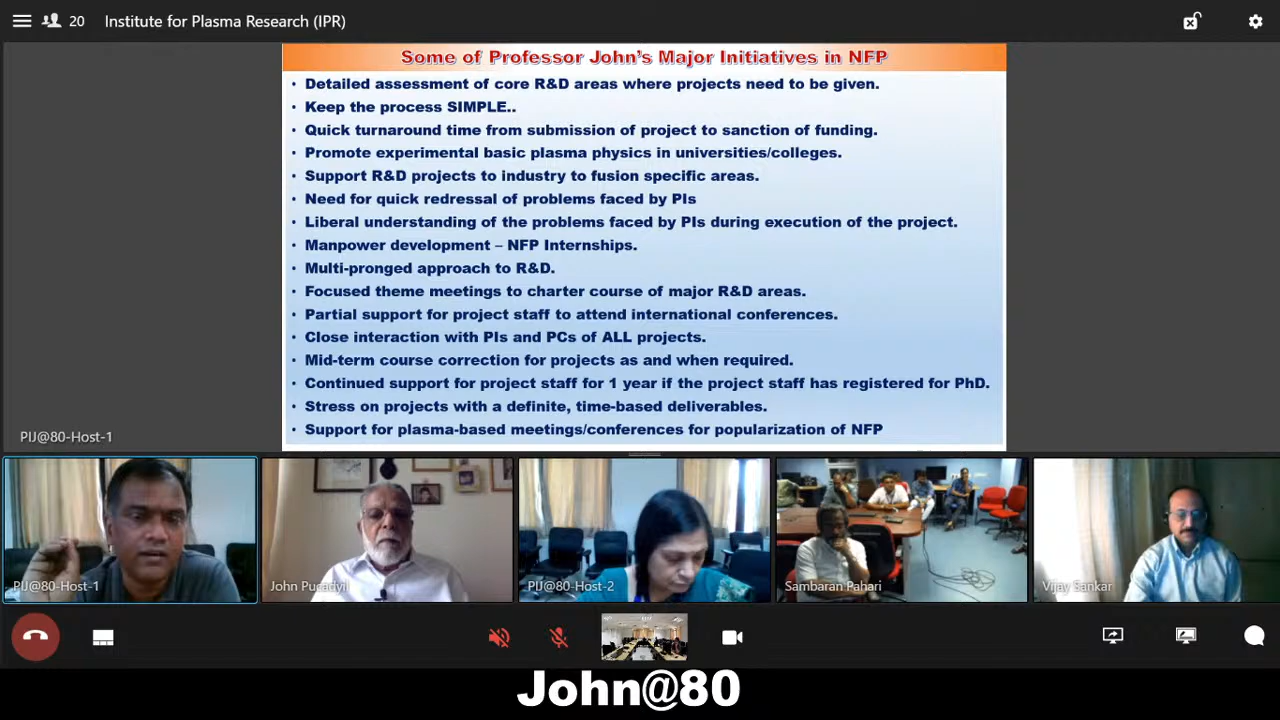 20 Institute for Plasma Research (IPR)
Some of Professor John's Major Initiatives in NFP
• Detailed assessment of core R&D areas where projects need to be given.
• Keep the process SIMPLE..
• Quick turnaround time from submission of project to sanction of funding.
• Promote experimental basic plasma physics in universities/colleges.
• Support R&D projects to industry to fusion specific areas.
• Need for quick redressal of problems faced by PIs
• Liberal understanding of the problems faced by PIs during execution of the project.
• Manpower development – NFP Internships.
• Multi-pronged approach to R&D.
• Focused theme meetings to charter course of major R&D areas.
• Partial support for project staff to attend international conferences.
• Close interaction with PIs and PCs of ALL projects.
• Mid-term course correction for projects as and when required.
• Continued support for project staff for 1 year if the project staff has registered for PhD.
• Stress on projects with a definite, time-based deliverables.
• Support for plasma-based meetings/conferences for popularization of NFP
PIJ@80-Host-1
PIJ@80-Host-1
John Pucadyil
PIJ@80-Host-2
Sambaran Pahari
Vijay Sankar
John@80